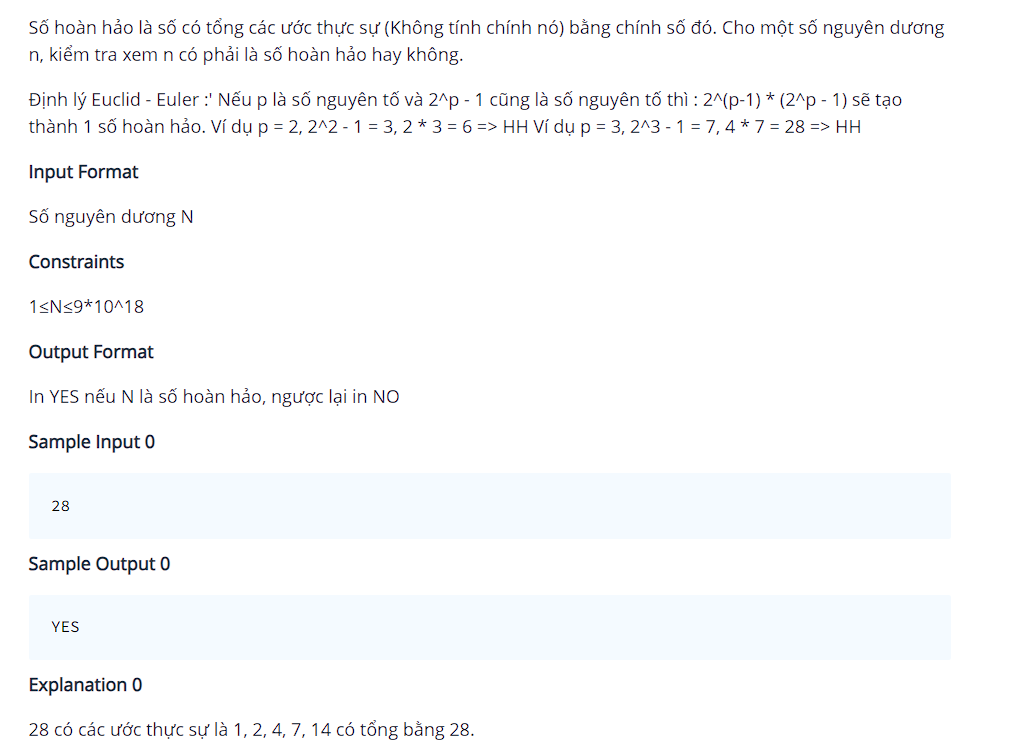 Số hoàn hảo là số có tổng các ước thực sự (Không tính chính nó) bằng chính số đó. Cho một số nguyên dương
n, kiểm tra xem n có phải là số hoàn hảo hay không.
Định lý Euclid - Euler :' Nếu p là số nguyên tố và 2^p - 1 cũng là số nguyên tố thì : 2^(p-1) * (2^p - 1) sẽ tạo
thành 1 số hoàn hảo. Ví dụ p = 2, 2^2 - 1 = 3, 2 * 3 = 6 => HH Ví dụ p = 3, 2^3 - 1 = 7, 4 * 7 = 28 => HH
Input Format
Số nguyên dương N
Constraints
1≤N≤9*10^18
Output Format
In YES nếu N là số hoàn hảo, ngược lại in NO
Sample Input 0
28
Sample Output 0
YES
Explanation 0
28 có các ước thực sự là 1, 2, 4, 7, 14 có tổng bằng 28.